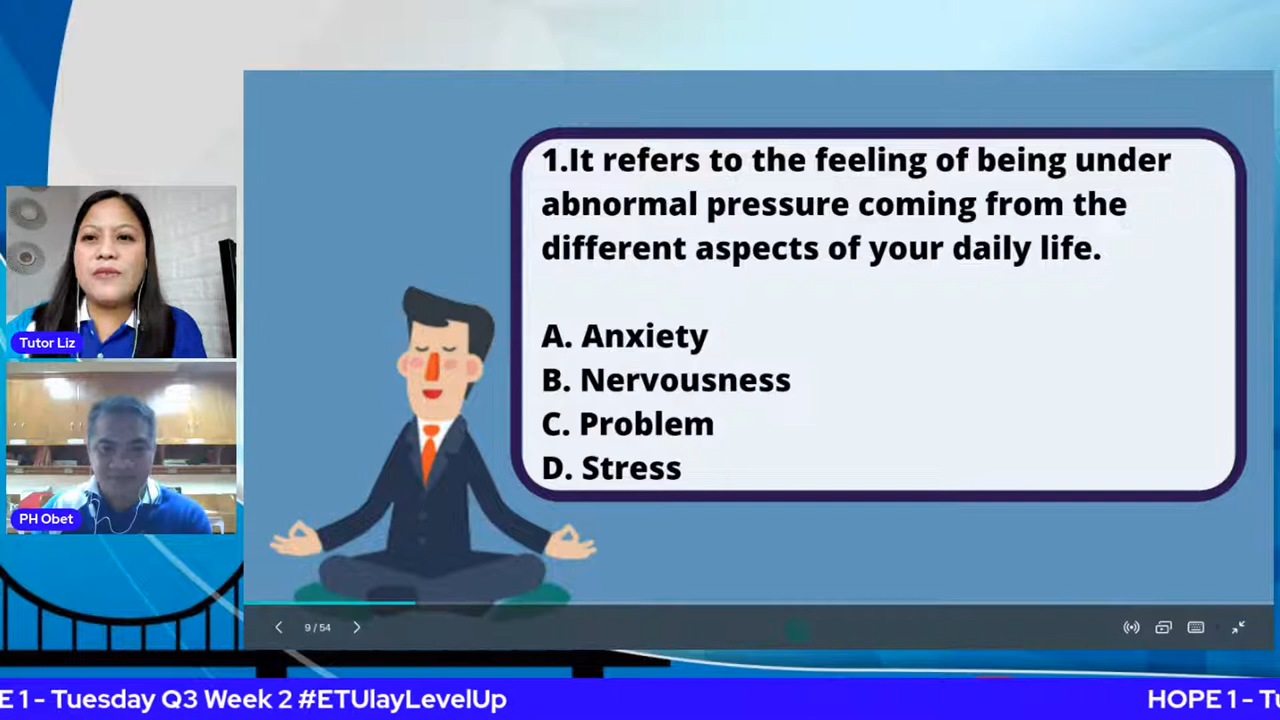 1.It refers to the feeling of being under
abnormal pressure coming from the
different aspects of your daily life.
A. Anxiety
B. Nervousness
C. Problem
D. Stress
Tutor Liz
PH Obet
9 / 54
E 1 - Tuesday Q3 Week 2 #ETUlayLevelUp
HOPE 1 - Tu